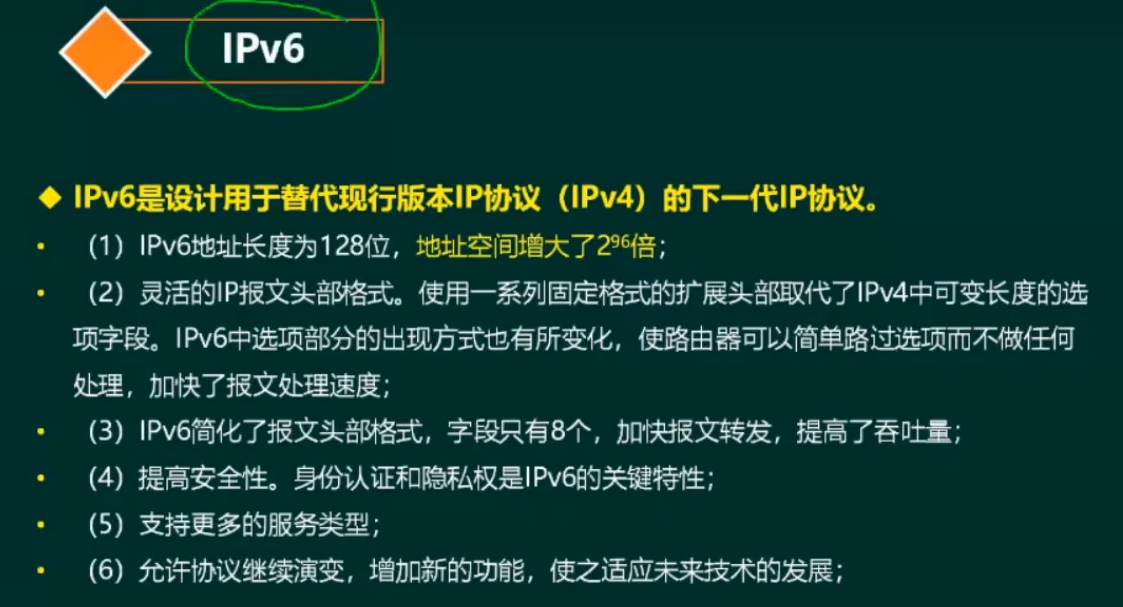 IPv6
IPv6是设计用于替代现行版本IP协议（IPv4）的下一代IP协议。
（1）IPv6地址长度为128位，地址空间增大了2⁹⁶倍；
（2）灵活的IP报文头部格式。使用一系列固定格式的扩展头部取代了IPv4中可变长度的选
项字段。IPv6中选项部分的出现方式也有所变化，使路由器可以简单路过选项而不做任何
处理，加快了报文处理速度；
（3）IPv6简化了报文头部格式，字段只有8个，加快报文转发，提高了吞吐量；
（4）提高安全性。身份认证和隐私权是IPv6的关键特性；
（5）支持更多的服务类型；
（6）允许协议继续演变，增加新的功能，使之适应未来技术的发展；